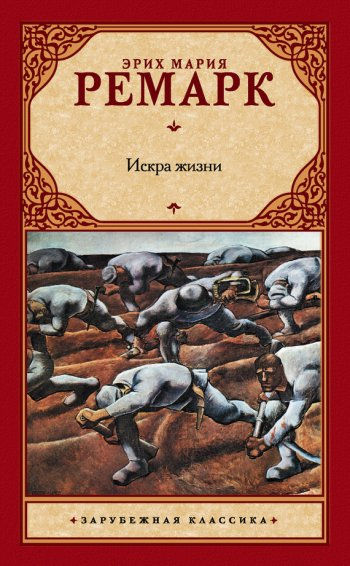 ЭРИХ МАРИЯ
РЕМАРК
Искра жизни
ЗАРУБЕЖНАЯ КЛАССИКА